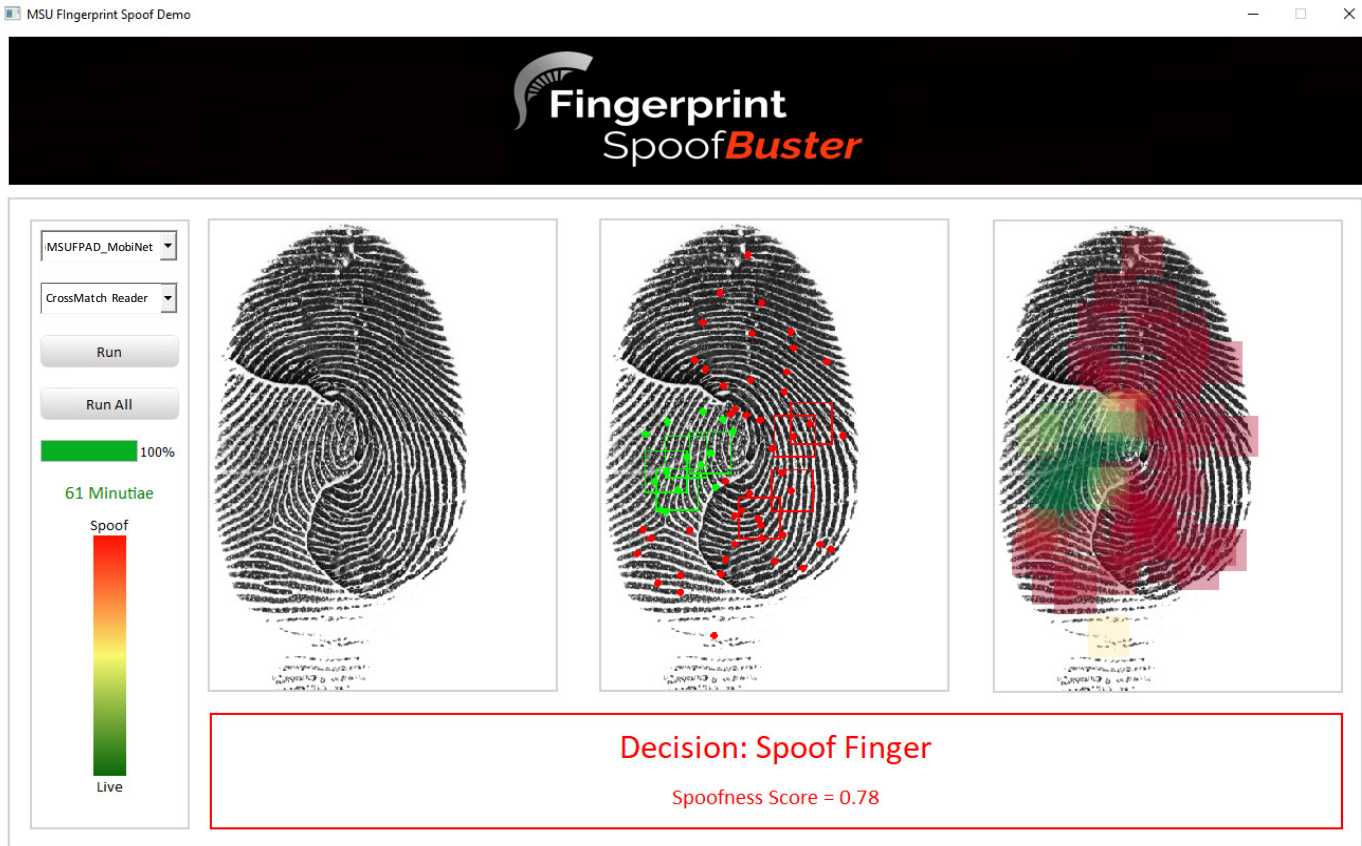 MSU FIngerprint Spoof Demo
Fingerprint
SpoofBuster
MSUFPAD_MobiNet
CrossMatch Reader
Run
Run All
100%
61 Minutiae
Spoof
Live
Decision: Spoof Finger
Spoofness Score = 0.78